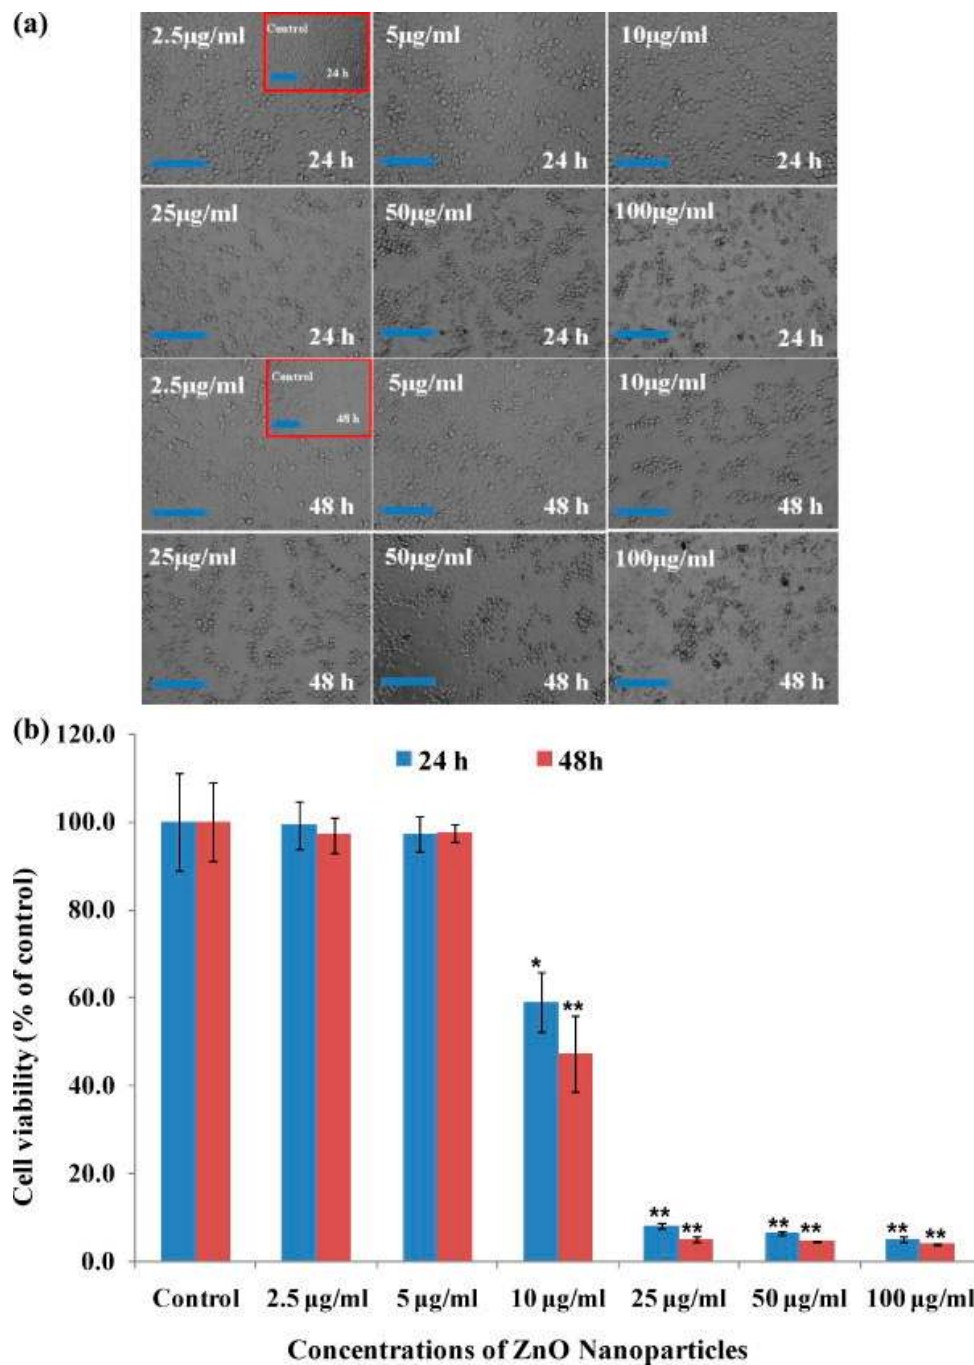 (a)
2.5µg/ml
Control
24 h
24 h
5µg/ml
24 h
10µg/ml
24 h
25µg/ml
24 h
50µg/ml
24 h
100µg/ml
24 h
2.5µg/ml
Control
48 h
48 h
5µg/ml
48 h
10µg/ml
48 h
25µg/ml
48 h
50µg/ml
48 h
100µg/ml
48 h
(b)
120.0
100.0
80.0
60.0
40.0
20.0
0.0
Cell viability (% of control)
24 h 48h
*
**
** **
** **
** **
Control 2.5 µg/ml 5 µg/ml 10 µg/ml 25 µg/ml 50 µg/ml 100 µg/ml
Concentrations of ZnO Nanoparticles